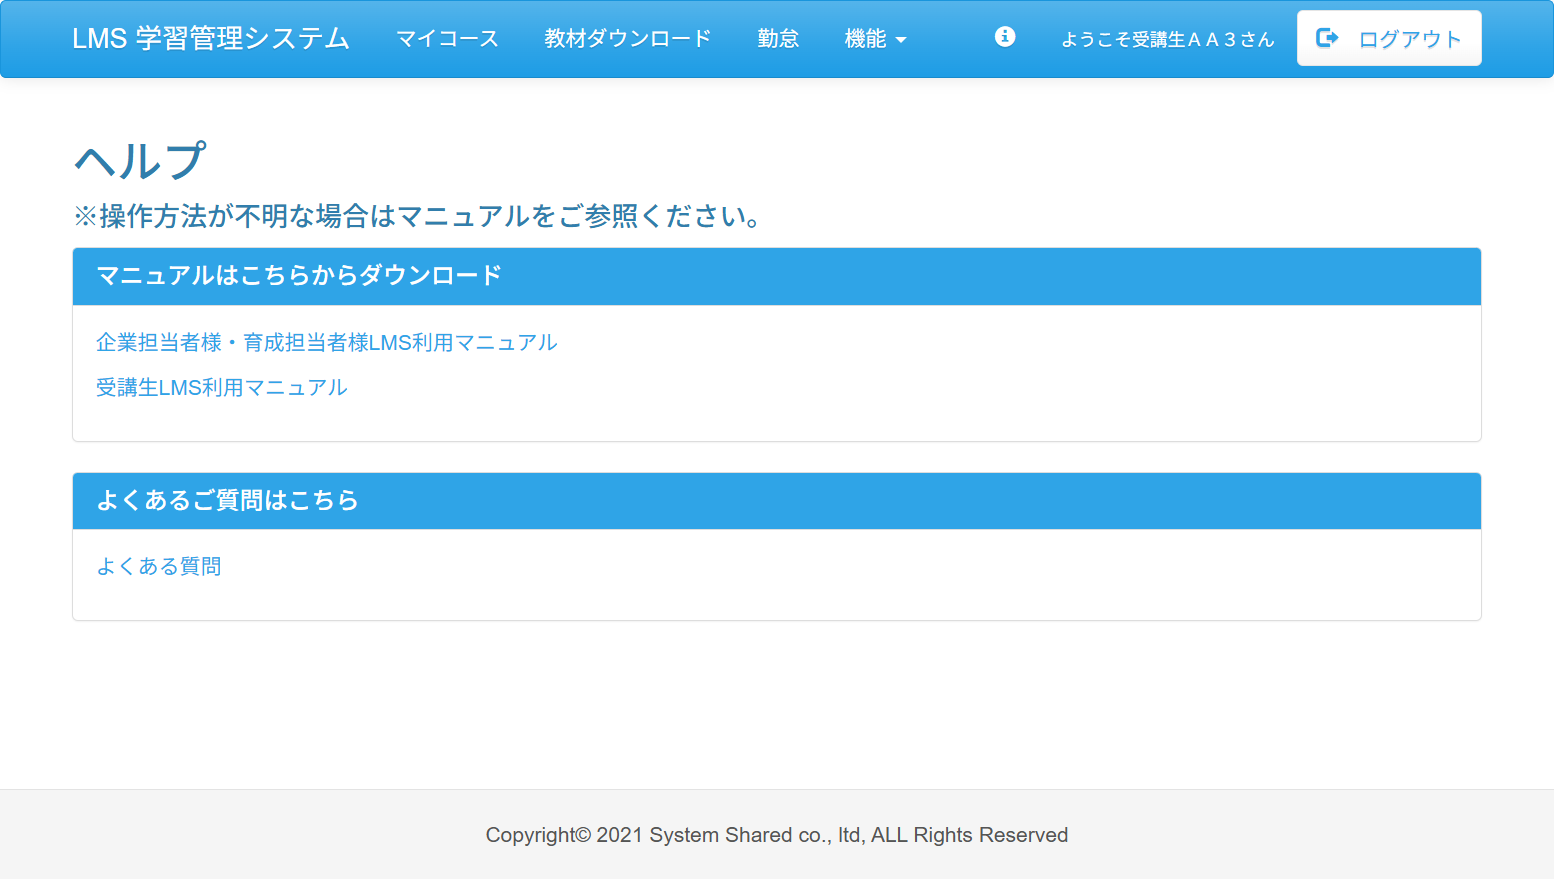 LMS 学習管理システム マイコース 教材ダウンロード 勤怠 機能 ようこそ受講生ＡＡ３さん ログアウト
ヘルプ
※操作方法が不明な場合はマニュアルをご参照ください。
マニュアルはこちらからダウンロード
企業担当者様・育成担当者様LMS利用マニュアル
受講生LMS利用マニュアル
よくあるご質問はこちら
よくある質問
Copyright© 2021 System Shared co., ltd, ALL Rights Reserved